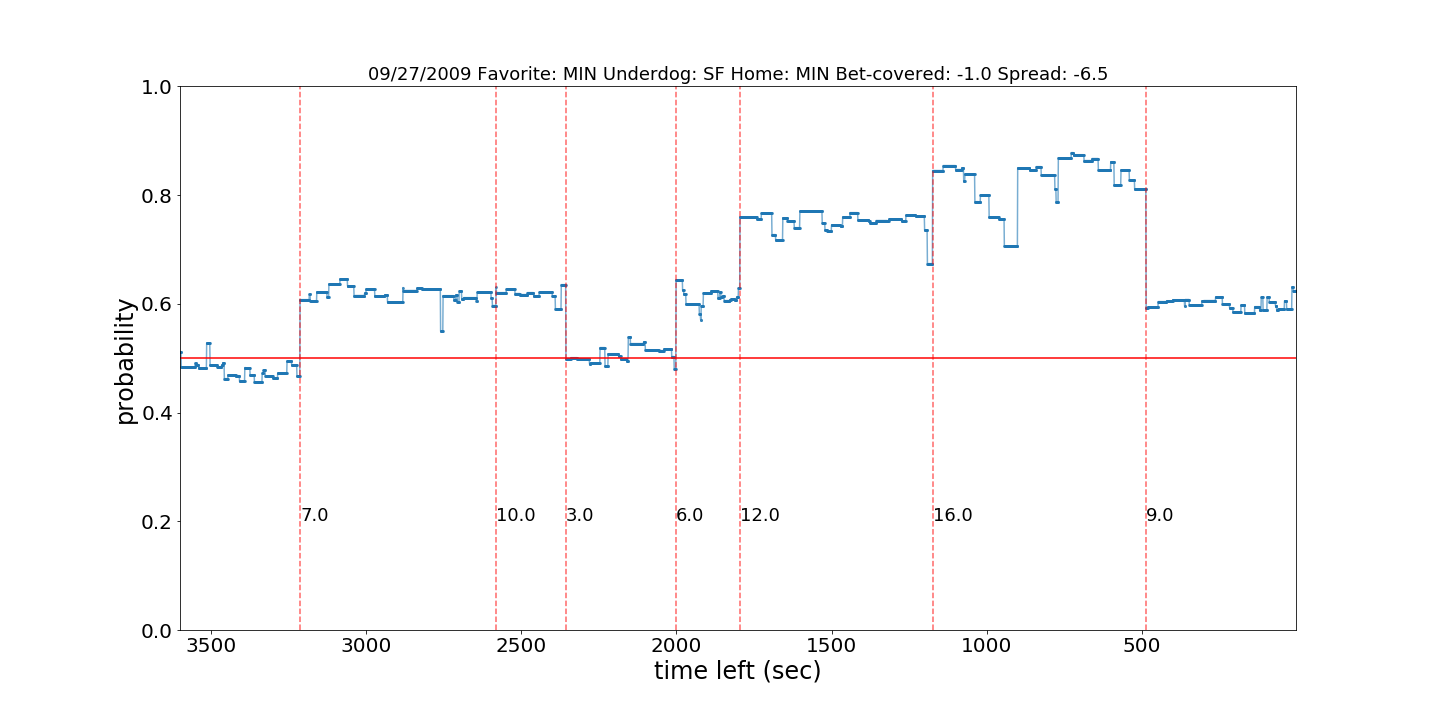 09/27/2009 Favorite: MIN Underdog: SF Home: MIN Bet-covered: -1.0 Spread: -6.5
1.0
0.8
0.6
0.4
0.2
0.0
probability
7.0 10.0 3.0 6.0 12.0 16.0 9.0
3500 3000 2500 2000 1500 1000 500
time left (sec)